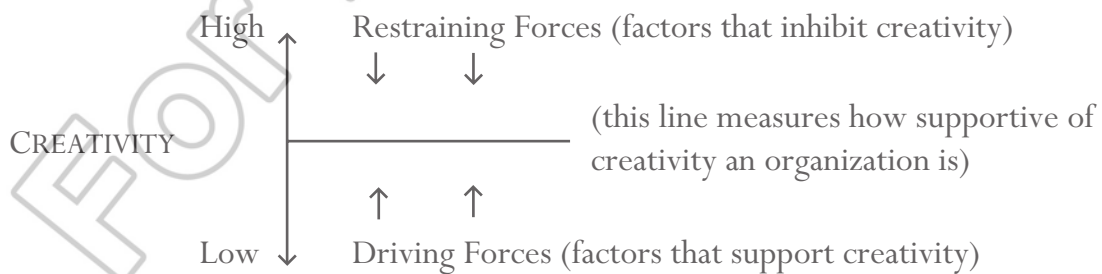 High Restraining Forces (factors that inhibit creativity)
(this line measures how supportive of
CREATIVITY
creativity an organization is)
Low Driving Forces (factors that support creativity)
For